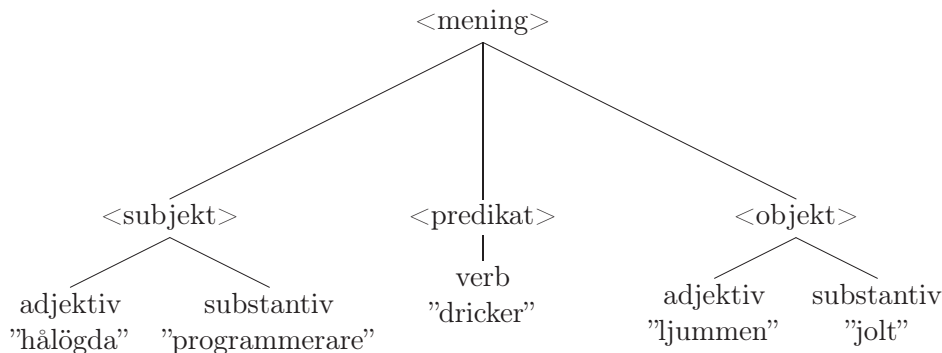 <mening>
<subjekt> <predikat> <objekt>
adjektiv substantiv verb adjektiv substantiv
”hålögda” ”programmerare” ”dricker” ”ljummen” ”jolt”